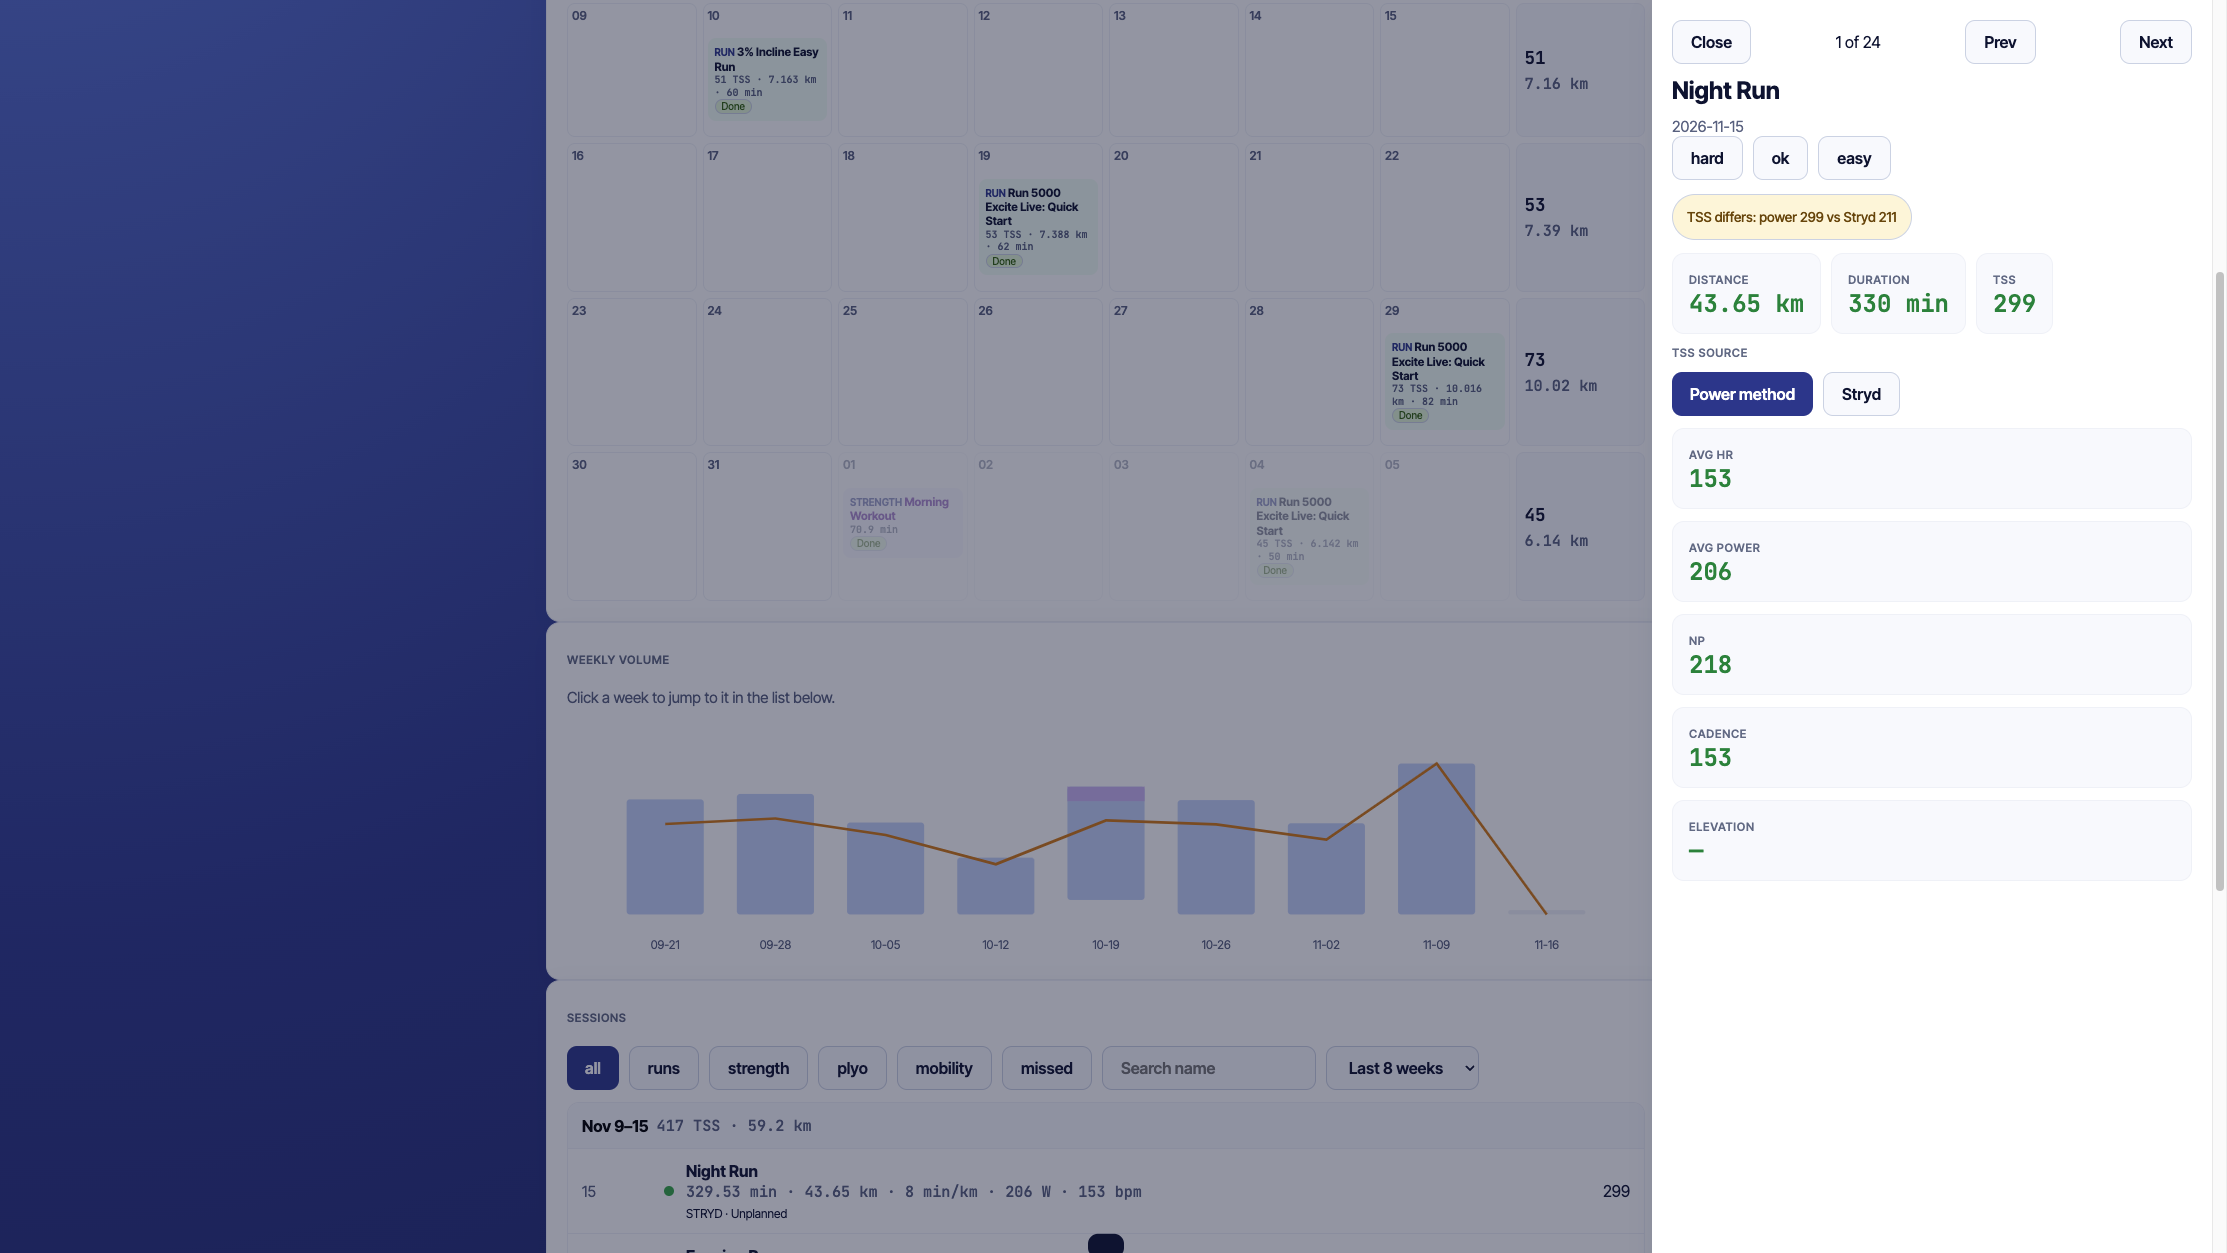 09
10
11
12
13
14
15
RUN 3% Incline Easy
Run
51 TSS · 7.163 km
· 60 min
Done
51
7.16 km
16
17
18
19
20
21
22
RUN Run 5000
Excite Live: Quick
Start
53 TSS · 7.388 km
· 62 min
Done
53
7.39 km
23
24
25
26
27
28
29
RUN Run 5000
Excite Live: Quick
Start
73 TSS · 10.016
km · 82 min
Done
73
10.02 km
30
31
01
02
03
04
05
STRENGTH Morning
Workout
70.9 min
Done
RUN Run 5000
Excite Live: Quick
Start
45 TSS · 6.142 km
· 50 min
Done
45
6.14 km
WEEKLY VOLUME
Click a week to jump to it in the list below.
09-21
09-28
10-05
10-12
10-19
10-26
11-02
11-09
11-16
SESSIONS
all
runs
strength
plyo
mobility
missed
Search name
Last 8 weeks
Nov 9–15 417 TSS · 59.2 km
15
Night Run
329.53 min · 43.65 km · 8 min/km · 206 W · 153 bpm
STRYD · Unplanned
299
Close
1 of 24
Prev
Next
Night Run
2026-11-15
hard
ok
easy
TSS differs: power 299 vs Stryd 211
DISTANCE
43.65 km
DURATION
330 min
TSS
299
TSS SOURCE
Power method
Stryd
AVG HR
153
AVG POWER
206
NP
218
CADENCE
153
ELEVATION
—